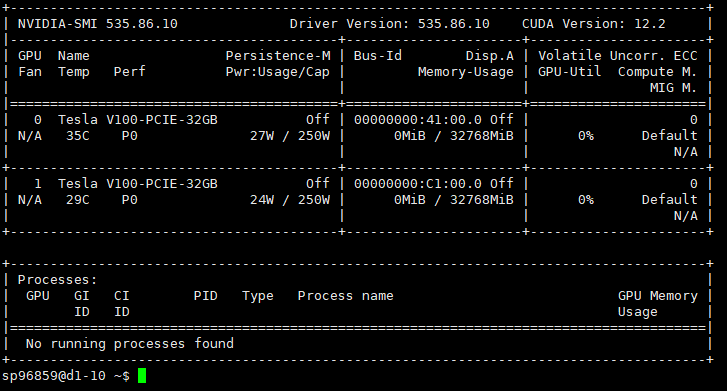 +---------------------------------------------------------------------------------------+
| NVIDIA-SMI 535.86.10              Driver Version: 535.86.10    CUDA Version: 12.2     |
|-----------------------------------------+----------------------+----------------------+
| GPU  Name                 Persistence-M | Bus-Id        Disp.A | Volatile Uncorr. ECC |
| Fan  Temp   Perf          Pwr:Usage/Cap |         Memory-Usage | GPU-Util  Compute M. |
|                                         |                      |               MIG M. |
|=========================================+======================+======================|
|   0  Tesla V100-PCIE-32GB           Off | 00000000:41:00.0 Off |                    0 |
| N/A   35C    P0              27W / 250W |      0MiB / 32768MiB |      0%      Default |
|                                         |                      |                  N/A |
+-----------------------------------------+----------------------+----------------------+
|   1  Tesla V100-PCIE-32GB           Off | 00000000:C1:00.0 Off |                    0 |
| N/A   29C    P0              24W / 250W |      0MiB / 32768MiB |      0%      Default |
|                                         |                      |                  N/A |
+-----------------------------------------+----------------------+----------------------+
+---------------------------------------------------------------------------------------+
| Processes:                                                                            |
|  GPU   GI   CI        PID   Type   Process name                            GPU Memory |
|        ID   ID                                                             Usage      |
|=======================================================================================|
|  No running processes found                                                           |
+---------------------------------------------------------------------------------------+
sp96859@d1-10 ~$